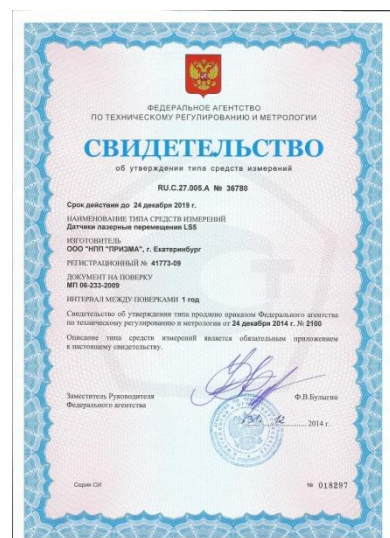 ФЕДЕРАЛЬНОЕ АГЕНТСТВО
ПО ТЕХНИЧЕСКОМУ РЕГУЛИРОВАНИЮ И МЕТРОЛОГИИ
СВИДЕТЕЛЬСТВО
об утверждении типа средств измерений
RU.C.27.005.A № 36780
Срок действия до 24 декабря 2019 г.
НАИМЕНОВАНИЕ ТИПА СРЕДСТВ ИЗМЕРЕНИЙ
Датчики лазерные перемещения LS5
ИЗГОТОВИТЕЛЬ
ООО "НПП "ПРИЗМА", г. Екатеринбург
РЕГИСТРАЦИОННЫЙ № 41773-09
ДОКУМЕНТ НА ПОВЕРКУ
МП 06-233-2009
ИНТЕРВАЛ МЕЖДУ ПОВЕРКАМИ 1 год
Свидетельство об утверждении типа продлено приказом Федерального агентства
по техническому регулированию и метрологии от 24 декабря 2014 г. № 2100
Описание типа средств измерений является обязательным приложением
к настоящему свидетельству.
Заместитель Руководителя
Федерального агентства
Ф.В.Булыгин
12 2014 г.
Серия СИ
№ 018297